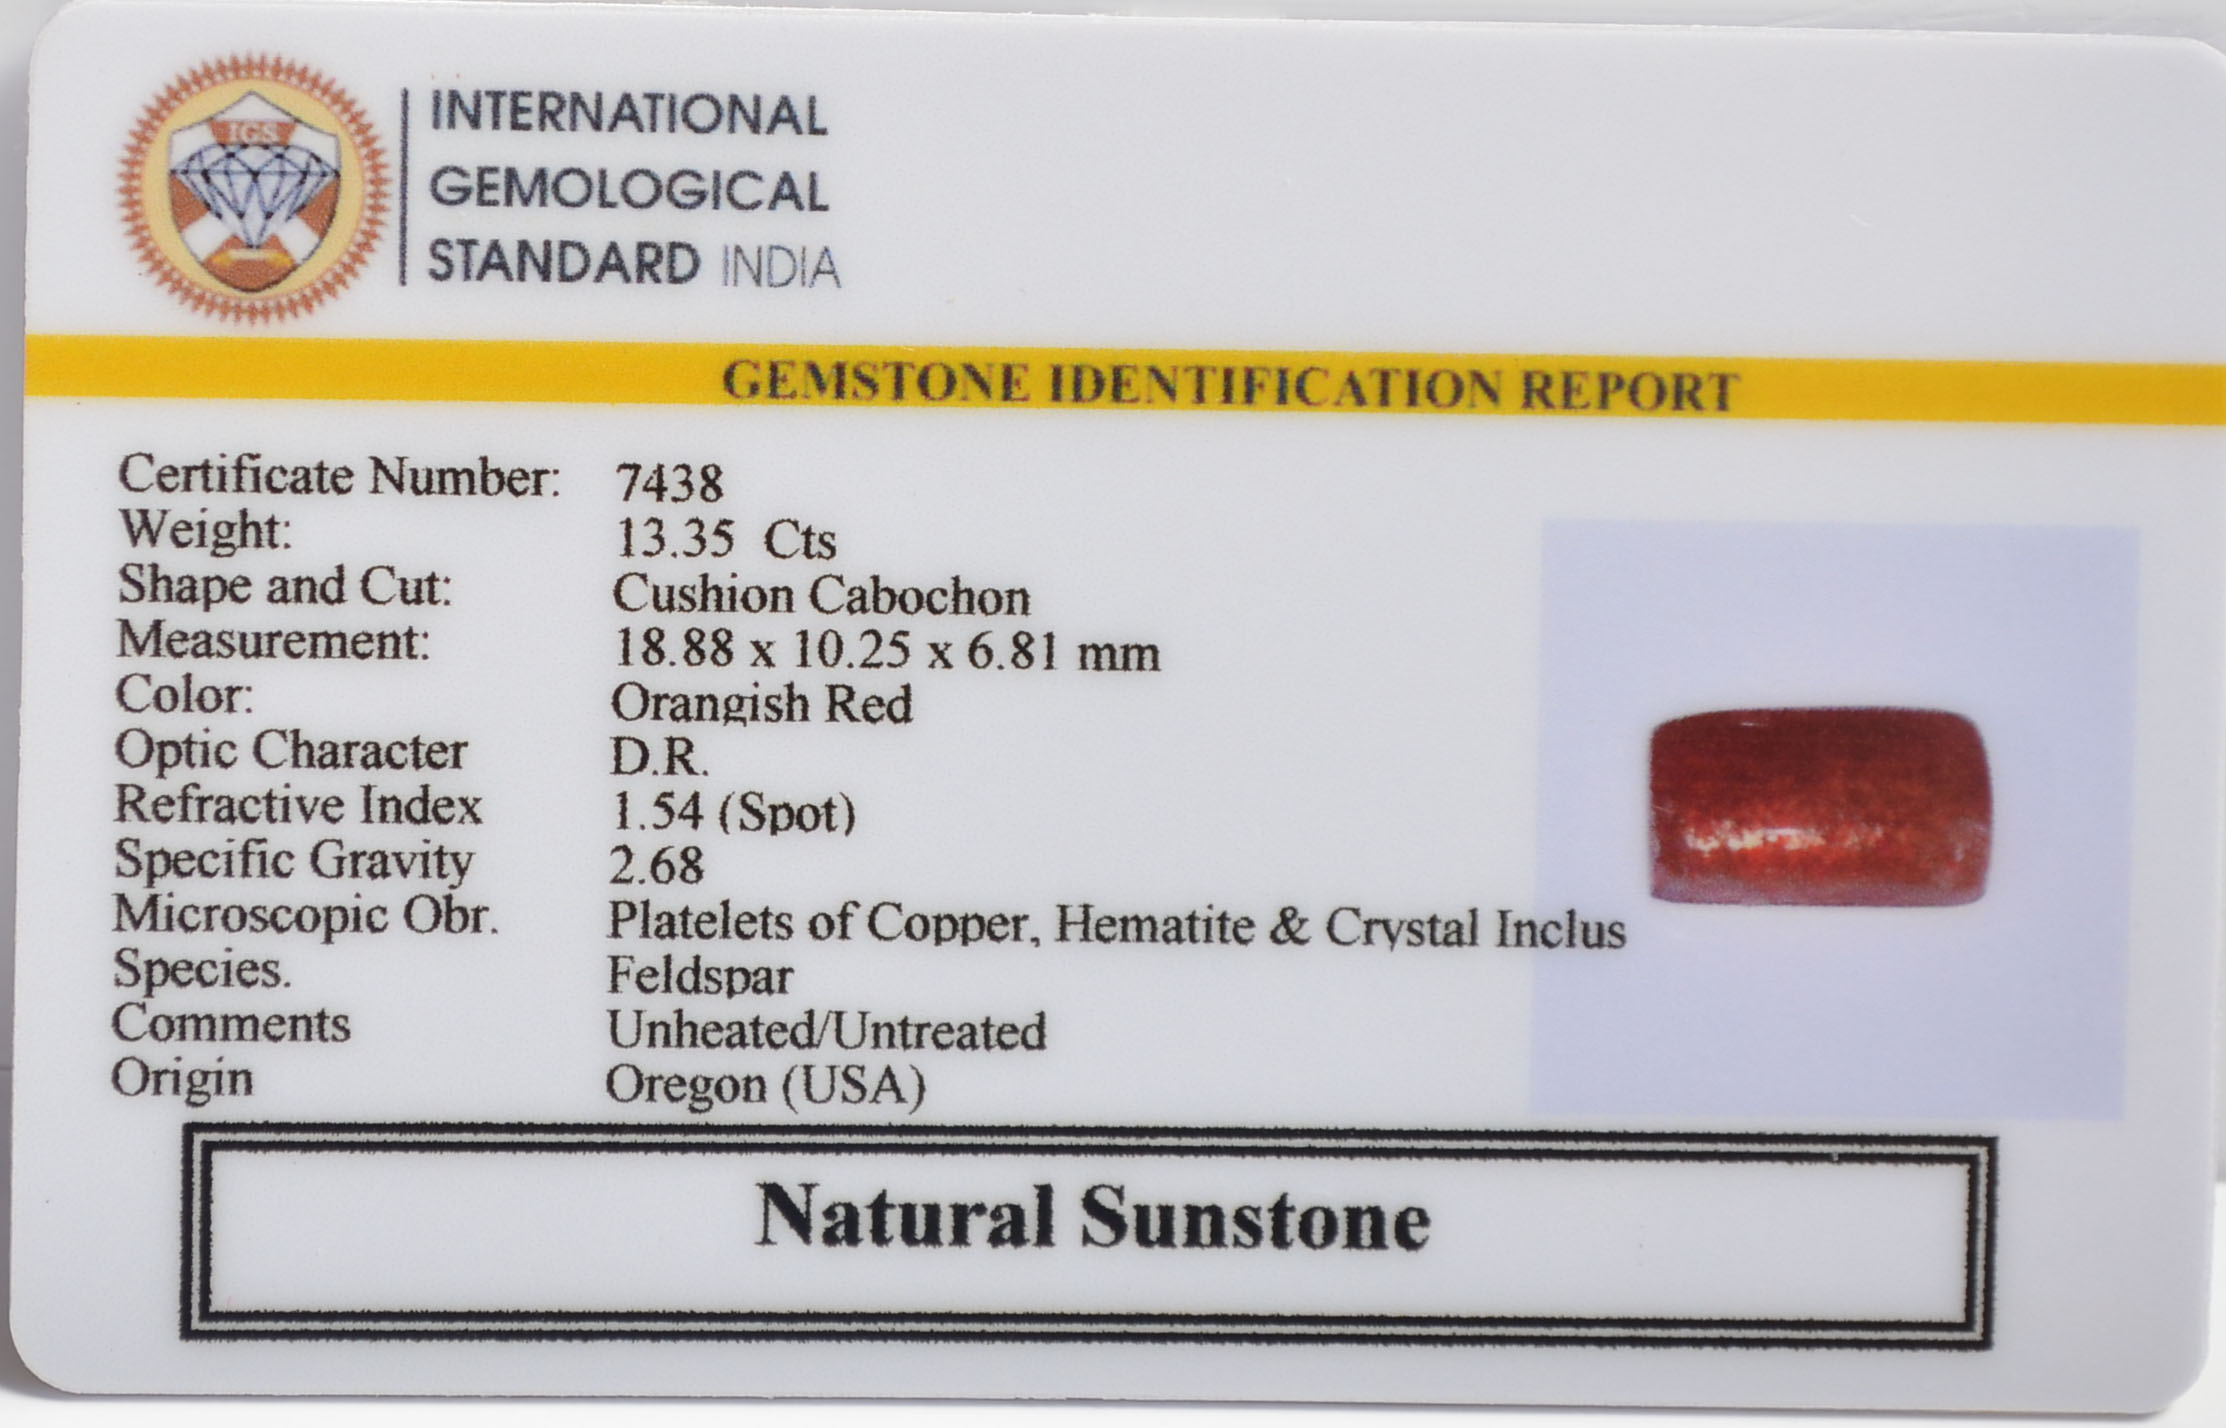 IGS
INTERNATIONAL
GEMOLOGICAL
STANDARD INDIA
GEMSTONE IDENTIFICATION REPORT
Certificate Number: 7438
Weight: 13.35 Cts
Shape and Cut: Cushion Cabochon
Measurement: 18.88 x 10.25 x 6.81 mm
Color: Orangish Red
Optic Character D.R.
Refractive Index 1.54 (Spot)
Specific Gravity 2.68
Microscopic Obr. Platelets of Copper, Hematite & Crystal Inclus
Species. Feldspar
Comments Unheated/Untreated
Origin Oregon (USA)
Natural Sunstone